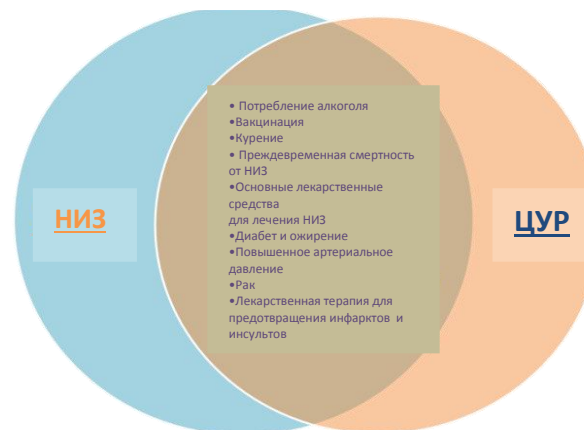 • Потребление алкоголя
•Вакцинация
•Курение
• Преждевременная смертность
от НИЗ
•Основные лекарственные
средства
для лечения НИЗ
•Диабет и ожирение
•Повышенное артериальное
давление
•Рак
•Лекарственная терапия для
предотвращения инфарктов и
инсультов
НИЗ
ЦУР